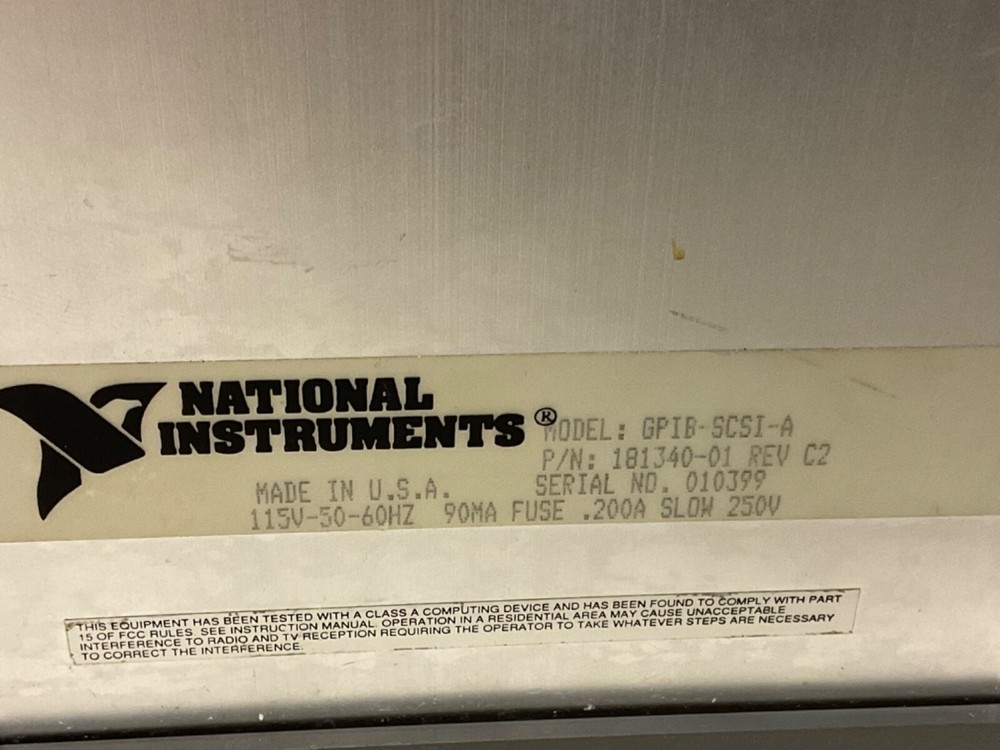 NATIONAL
INSTRUMENTS®
MODEL: GPIB-SCSI-A
P/N: 181340-01 REV C2
MADE IN U.S.A. SERIAL NO. 010399
115V-50-60HZ 90MA FUSE .200A SLOW 250V
THIS EQUIPMENT HAS BEEN TESTED WITH A CLASS A COMPUTING DEVICE AND HAS BEEN FOUND TO COMPLY WITH PART
15 OF FCC RULES. SEE INSTRUCTION MANUAL. OPERATION IN A RESIDENTIAL AREA MAY CAUSE UNACCEPTABLE
INTERFERENCE TO RADIO AND TV RECEPTION REQUIRING THE OPERATOR TO TAKE WHATEVER STEPS ARE NECESSARY
TO CORRECT THE INTERFERENCE.